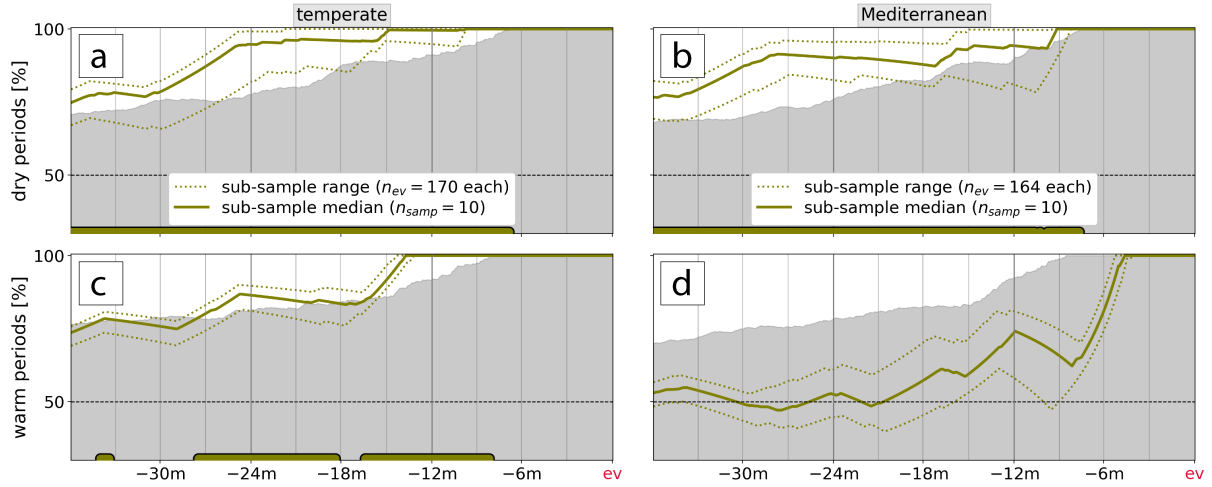 temperate
Mediterranean
dry periods [%]
100
50
a
sub-sample range (n_ev = 170 each)
sub-sample median (n_samp = 10)
b
sub-sample range (n_ev = 164 each)
sub-sample median (n_samp = 10)
warm periods [%]
100
50
c
d
−30m −24m −18m −12m −6m ev
−30m −24m −18m −12m −6m ev